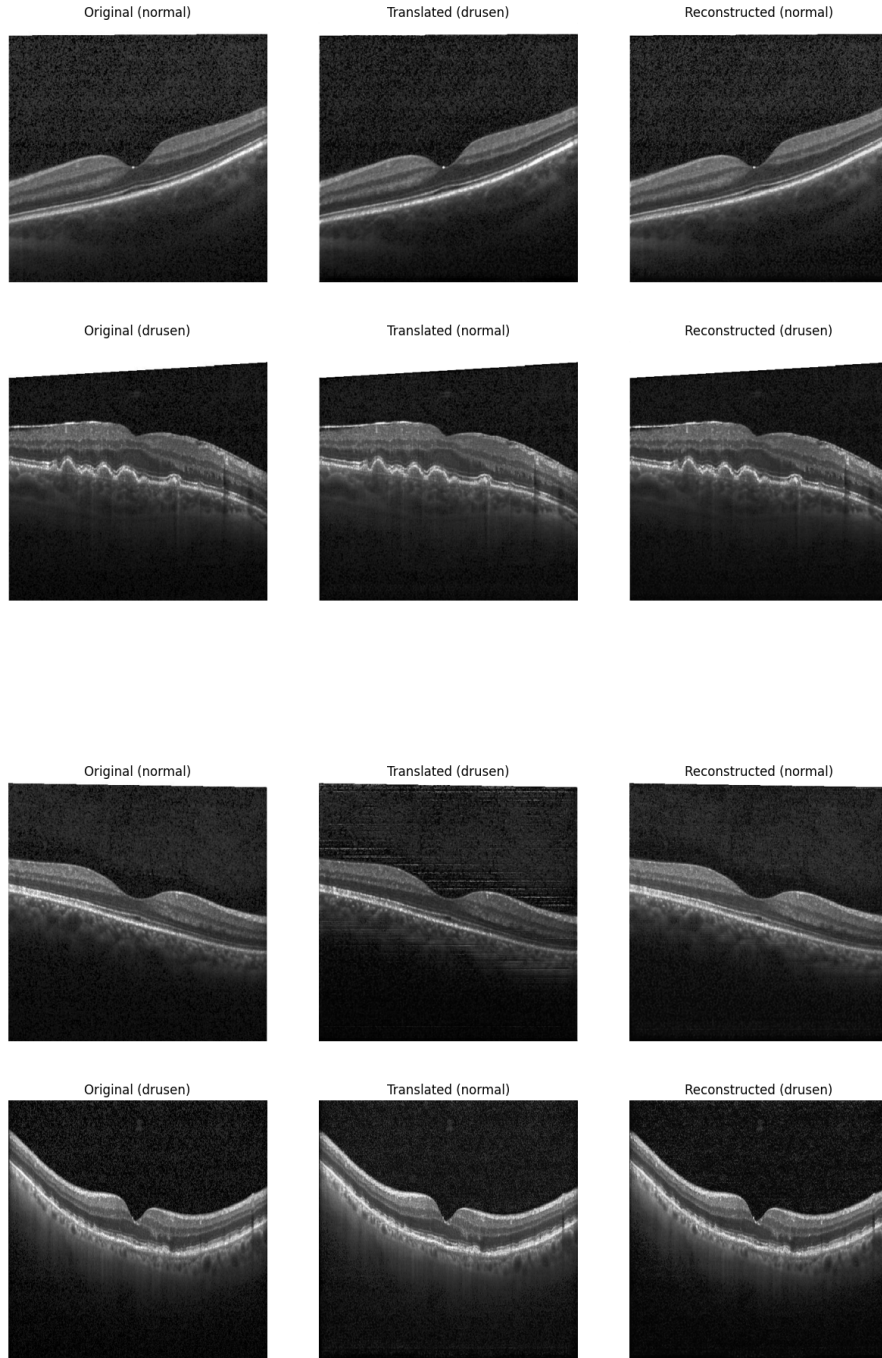 Original (normal)
Translated (drusen)
Reconstructed (normal)
Original (drusen)
Translated (normal)
Reconstructed (drusen)
Original (normal)
Translated (drusen)
Reconstructed (normal)
Original (drusen)
Translated (normal)
Reconstructed (drusen)